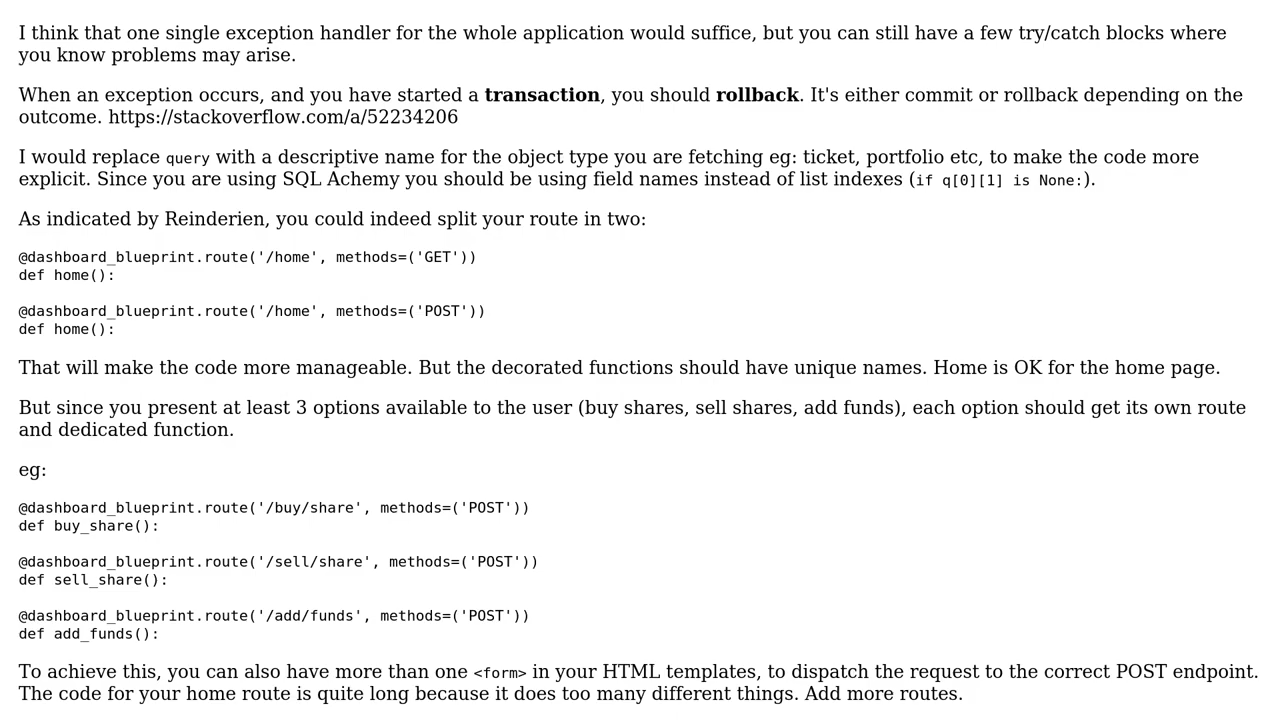 I think that one single exception handler for the whole application would suffice, but you can still have a few try/catch blocks where
you know problems may arise.
When an exception occurs, and you have started a transaction, you should rollback. It's either commit or rollback depending on the
outcome. https://stackoverflow.com/a/52234206
I would replace query with a descriptive name for the object type you are fetching eg: ticket, portfolio etc, to make the code more
explicit. Since you are using SQL Achemy you should be using field names instead of list indexes (if q[0][1] is None:).
As indicated by Reinderien, you could indeed split your route in two:
@dashboard_blueprint.route('/home', methods=('GET'))
def home():
@dashboard_blueprint.route('/home', methods=('POST'))
def home():
That will make the code more manageable. But the decorated functions should have unique names. Home is OK for the home page.
But since you present at least 3 options available to the user (buy shares, sell shares, add funds), each option should get its own route
and dedicated function.
eg:
@dashboard_blueprint.route('/buy/share', methods=('POST'))
def buy_share():
@dashboard_blueprint.route('/sell/share', methods=('POST'))
def sell_share():
@dashboard_blueprint.route('/add/funds', methods=('POST'))
def add_funds():
To achieve this, you can also have more than one <form> in your HTML templates, to dispatch the request to the correct POST endpoint.
The code for your home route is quite long because it does too many different things. Add more routes.